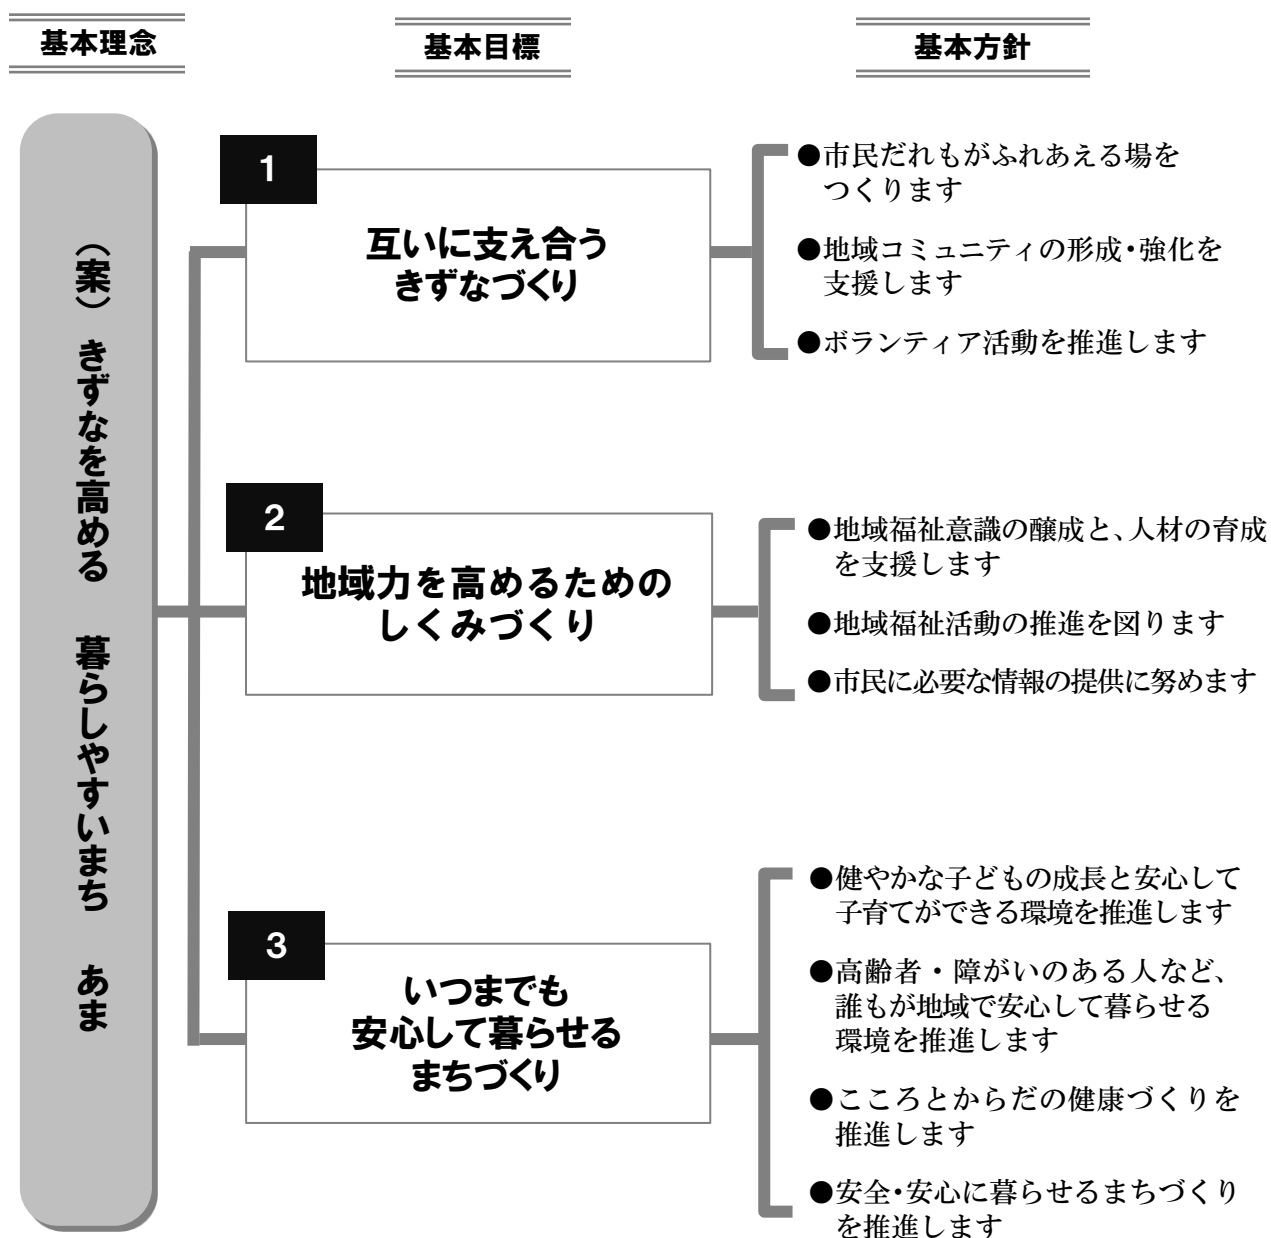 基本理念
基本目標
基本方針
（案） きずなを高める 暮らしやすいまち あま
1
互いに支え合う
きずなづくり
●市民だれもがふれあえる場を
つくります
●地域コミュニティの形成・強化を
支援します
●ボランティア活動を推進します
2
地域力を高めるための
しくみづくり
●地域福祉意識の醸成と、人材の育成
を支援します
●地域福祉活動の推進を図ります
●市民に必要な情報の提供に努めます
3
いつまでも
安心して暮らせる
まちづくり
●健やかな子どもの成長と安心して
子育てができる環境を推進します
●高齢者・障がいのある人など、
誰もが地域で安心して暮らせる
環境を推進します
●こころとからだの健康づくりを
推進します
●安全・安心に暮らせるまちづくり
を推進します